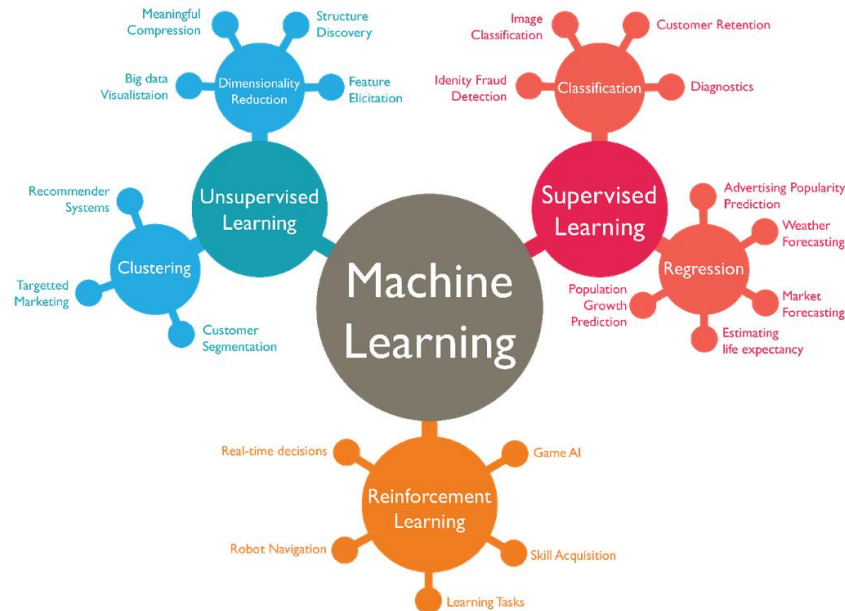 Meaningful
Compression
Structure
Discovery
Big data
Visualistaion
Dimensionality
Reduction
Feature
Elicitation
Image
Classification
Customer Retention
Idenity Fraud
Detection
Classification
Diagnostics
Recommender
Systems
Unsupervised
Learning
Supervised
Learning
Advertising Popularity
Prediction
Weather
Forecasting
Clustering
Regression
Targetted
Marketing
Customer
Segmentation
Machine
Learning
Population
Growth
Prediction
Market
Forecasting
Estimating
life expectancy
Real-time decisions
Game AI
Reinforcement
Learning
Robot Navigation
Skill Acquisition
Learning Tasks